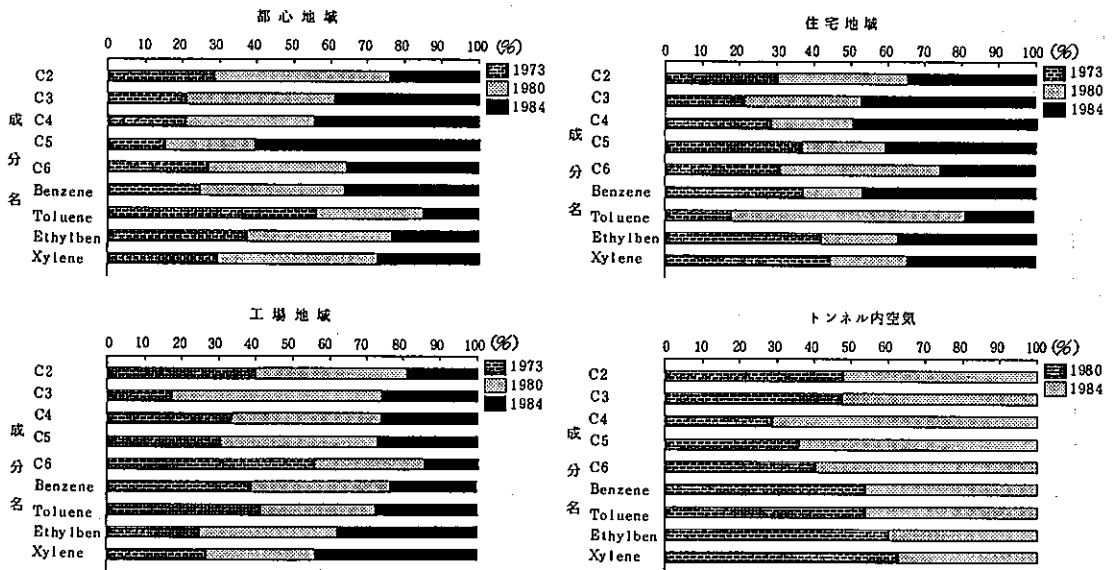 都心地域
0 10 20 30 40 50 60 70 80 90 100 (%)
C2
C3
C4
C5
C6
Benzene
Toluene
Ethylben
Xylene
成分名
1973
1980
1984
住宅地域
0 10 20 30 40 50 60 70 80 90 100 (%)
C2
C3
C4
C5
C6
Benzene
Toluene
Ethylben
Xylene
成分名
1973
1980
1984
工場地域
0 10 20 30 40 50 60 70 80 90 100 (%)
C2
C3
C4
C5
C6
Benzene
Toluene
Ethylben
Xylene
成分名
1973
1980
1984
トンネル内空気
0 10 20 30 40 50 60 70 80 90 100 (%)
C2
C3
C4
C5
C6
Benzene
Toluene
Ethylben
Xylene
成分名
1980
1984